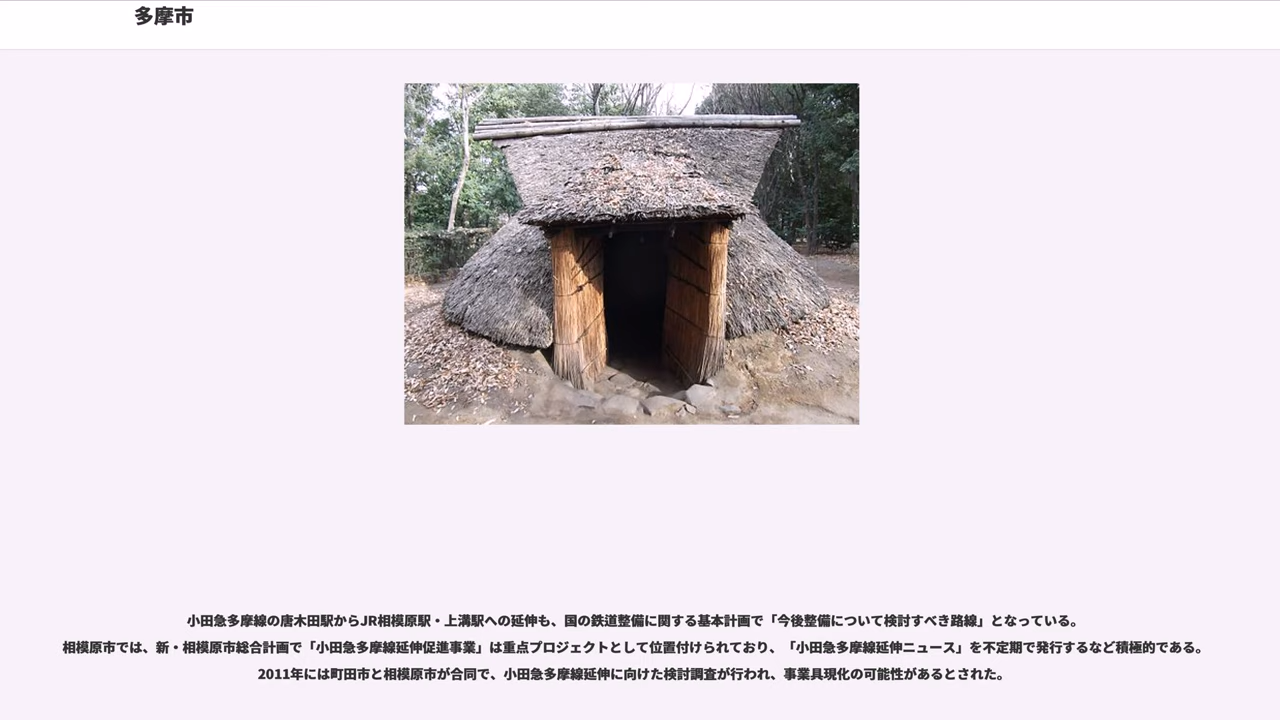 多摩市
小田急多摩線の唐木田駅からJR相模原駅・上溝駅への延伸も、国の鉄道整備に関する基本計画で「今後整備について検討すべき路線」となっている。
相模原市では、新・相模原市総合計画で「小田急多摩線延伸促進事業」は重点プロジェクトとして位置付けられており、「小田急多摩線延伸ニュース」を不定期で発行するなど積極的である。
2011年には町田市と相模原市が合同で、小田急多摩線延伸に向けた検討調査が行われ、事業具現化の可能性があるとされた。